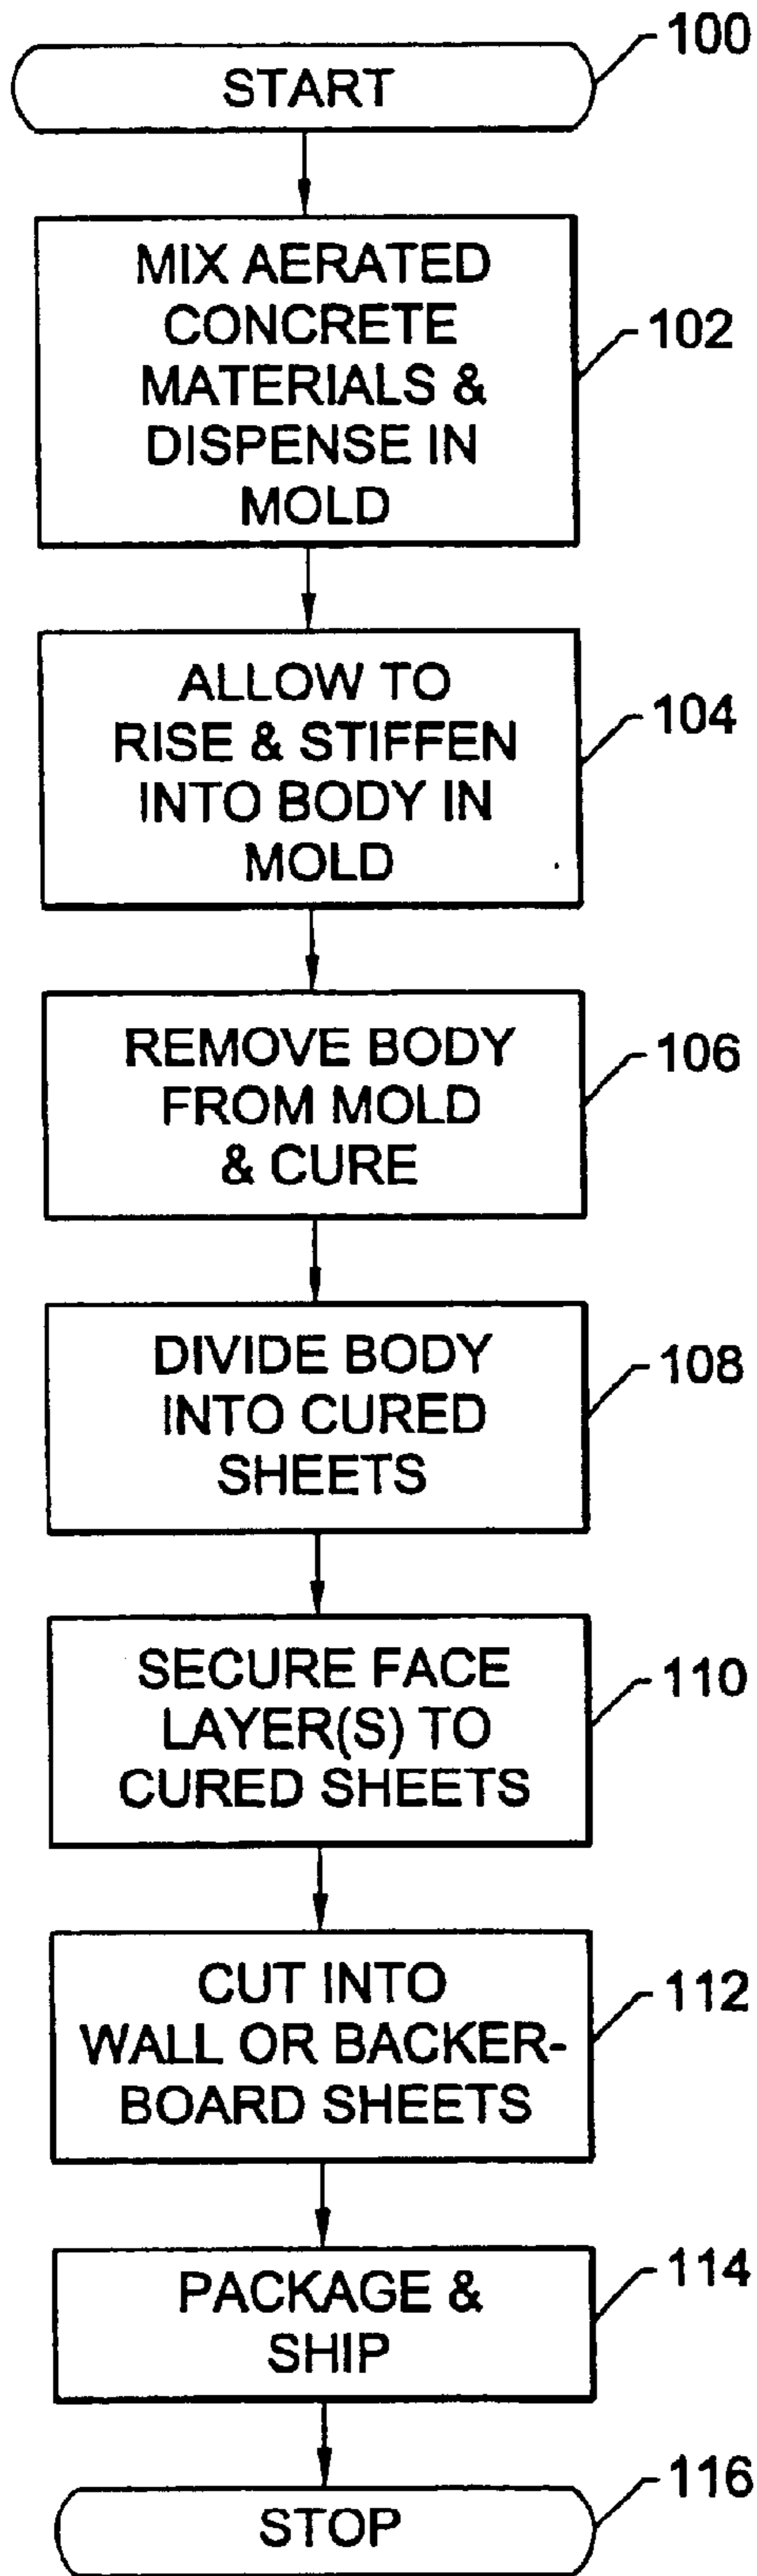 100
START
MIX AERATED
CONCRETE
MATERIALS &
DISPENSE IN
MOLD
102
ALLOW TO
RISE & STIFFEN
INTO BODY IN
MOLD
104
REMOVE BODY
FROM MOLD
& CURE
106
DIVIDE BODY
INTO CURED
SHEETS
108
SECURE FACE
LAYER(S) TO
CURED SHEETS
110
CUT INTO
WALL OR BACKER-
BOARD SHEETS
112
PACKAGE &
SHIP
114
STOP
116